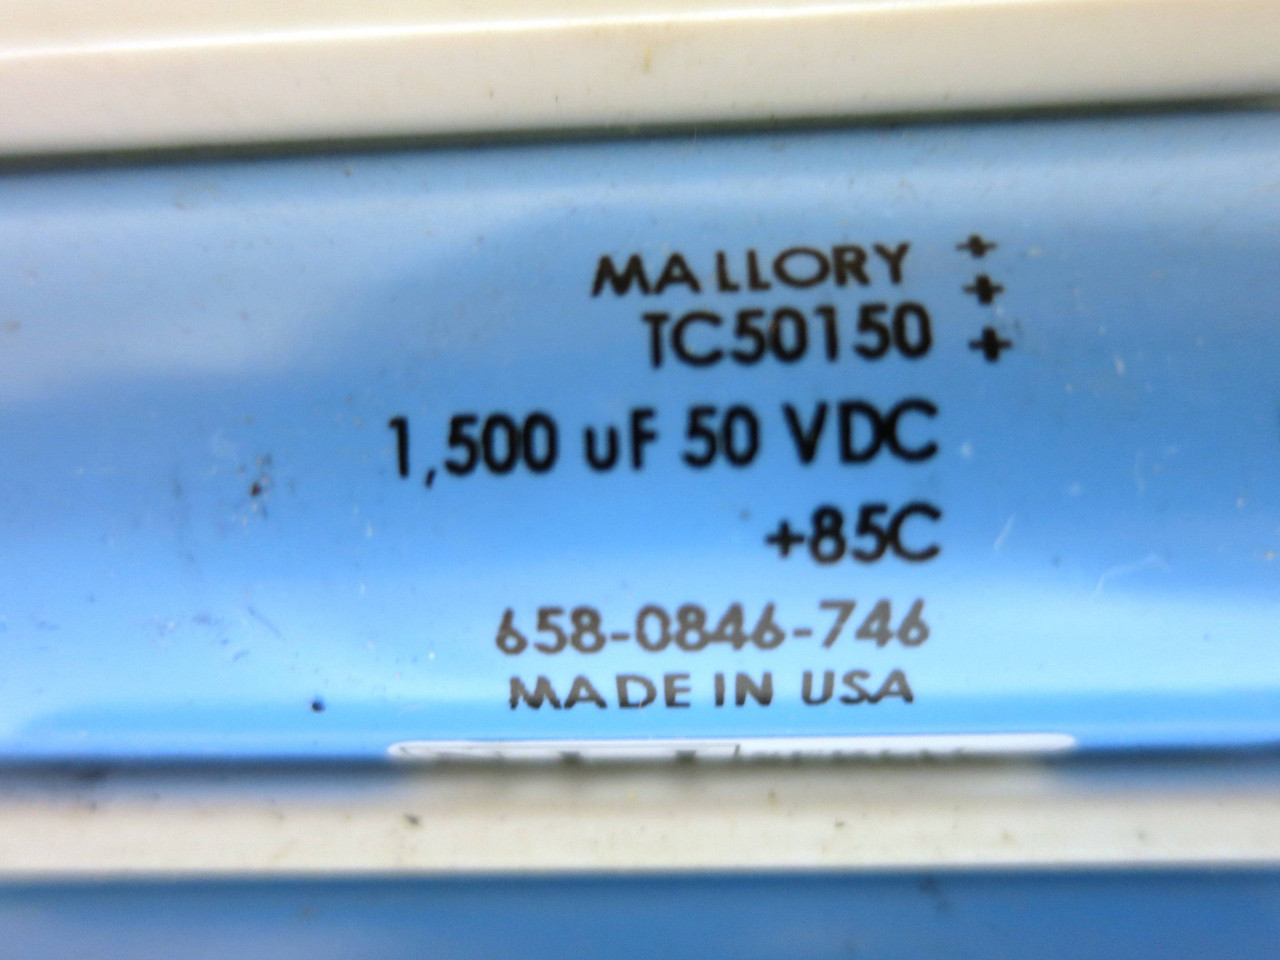 MALLORY +
+
TC50150 +
1,500 uF 50 VDC
+85C
658-0846-746
MADE IN USA